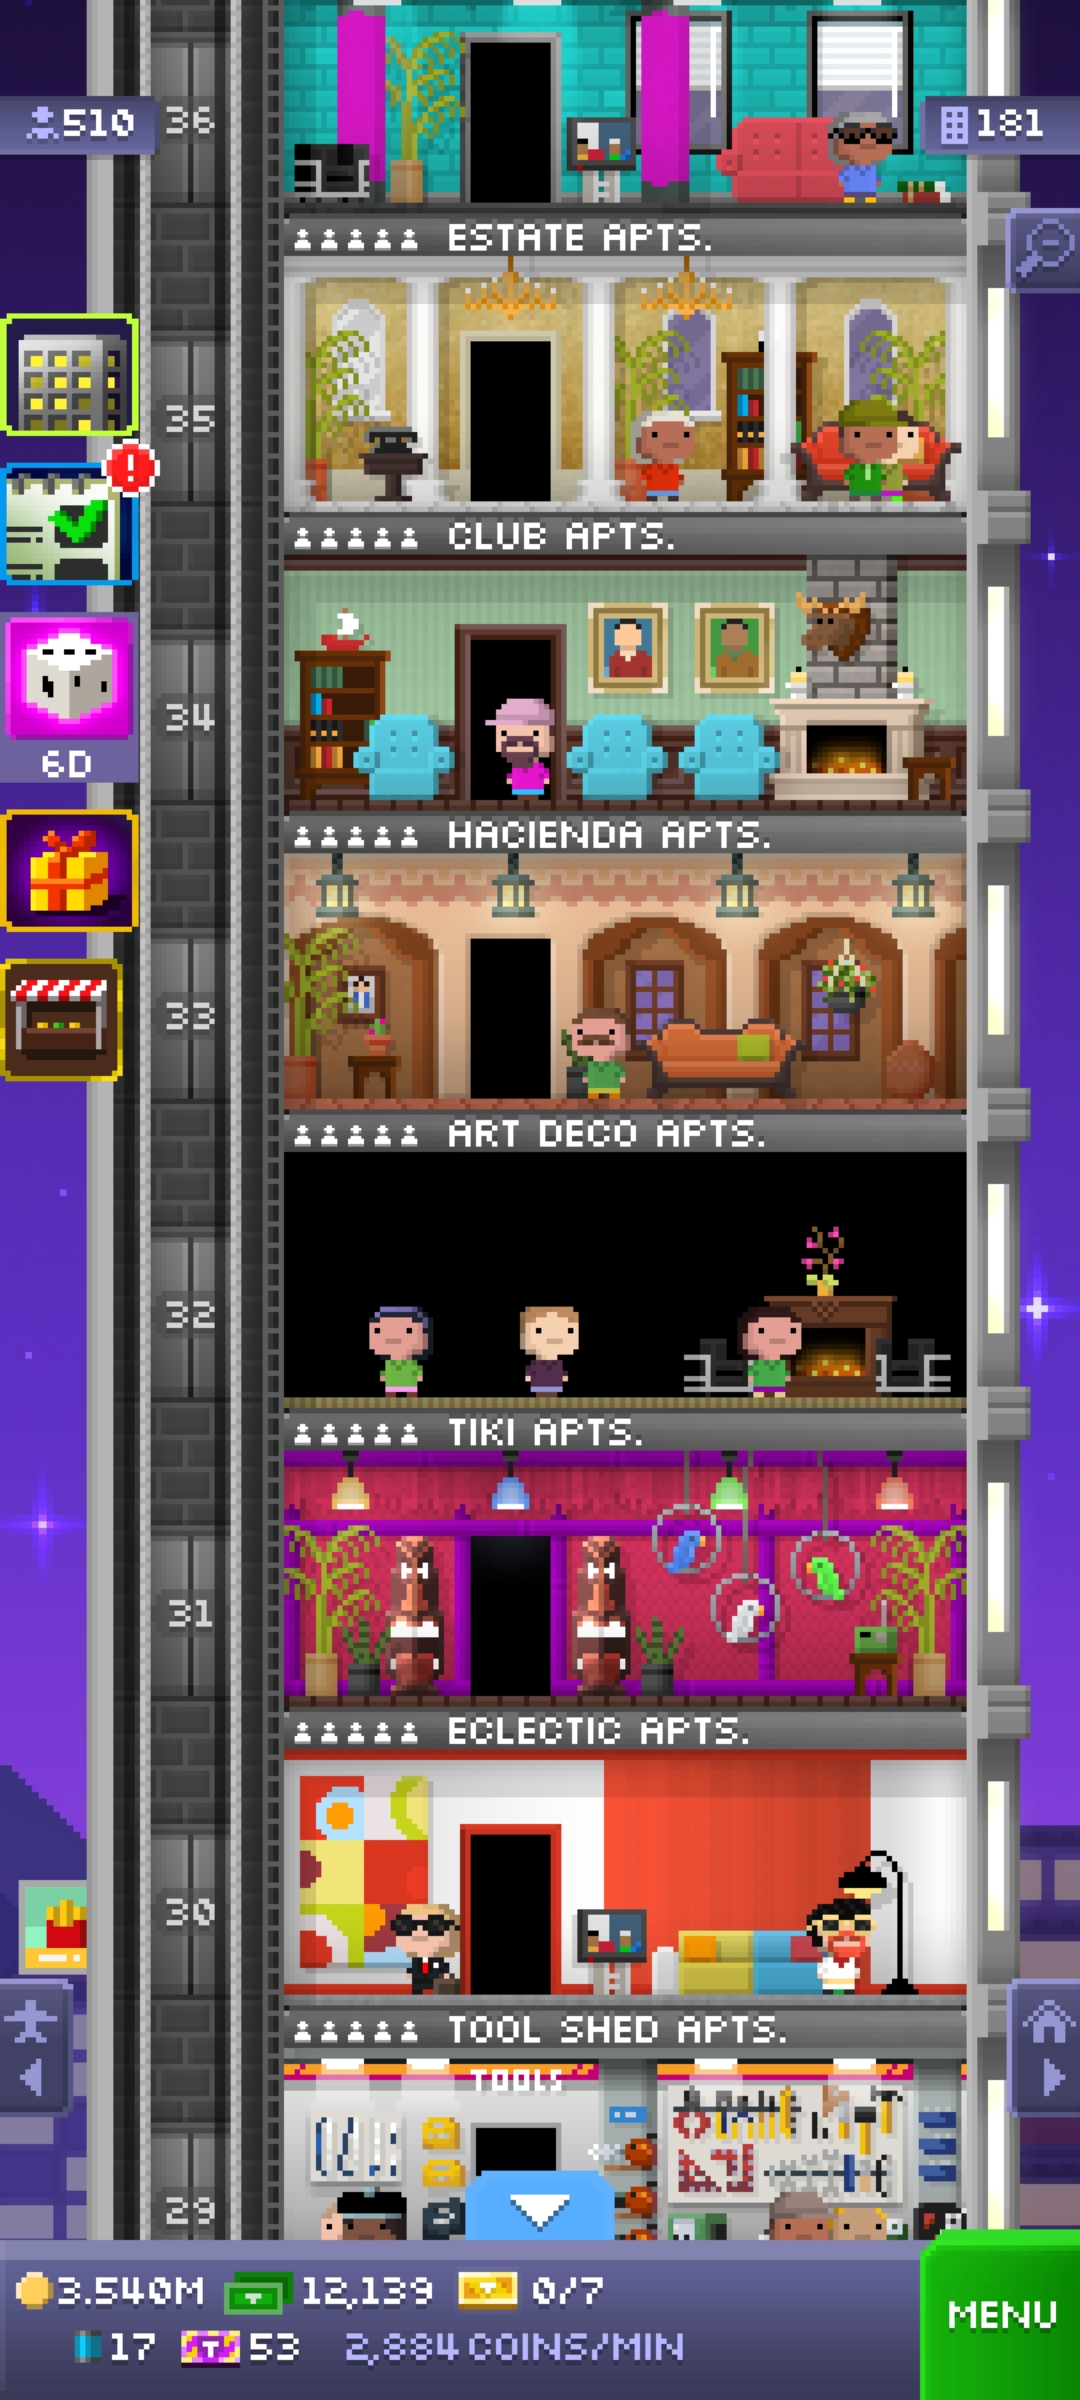 510
36
181
ESTATE APTS.
35
CLUB APTS.
34
6D
HACIENDA APTS.
33
ART DECO APTS.
32
TIKI APTS.
31
ECLECTIC APTS.
30
TOOL SHED APTS.
TOOLS
29
3.540M 12,139 0/7
MENU
17 53 2,884 COINS/MIN